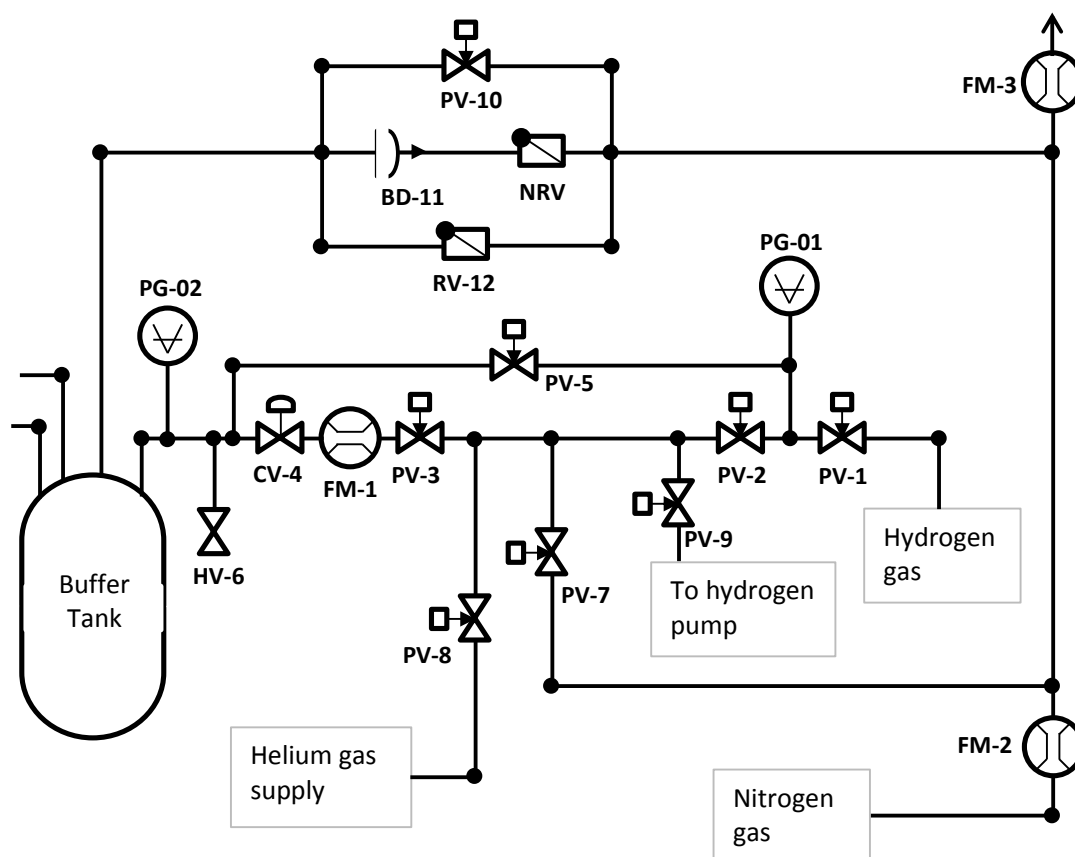 FM-3
PV-10
BD-11
NRV
PG-01
RV-12
PG-02
PV-5
CV-4
FM-1
PV-3
PV-2
PV-1
HV-6
PV-9
PV-7
Hydrogen
gas
Buffer
Tank
To hydrogen
pump
PV-8
FM-2
Helium gas
supply
Nitrogen
gas